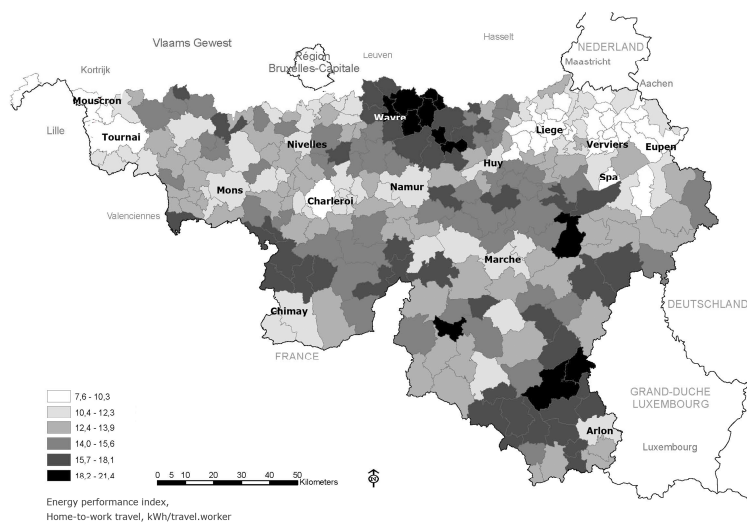 Vlaams Gewest
Hasselt
NEDERLAND
Région
Bruxelles-Capitale
Leuven
Kortrijk
Maastricht
Aachen
Mouscron
Lille
Tournai
Wavre
Liege
Nivelles
Verviers
Eupen
Huy
Spa
Mons
Namur
Charleroi
Valenciennes
Marche
Chimay
DEUTSCHLAND
FRANCE
GRAND-DUCHE
LUXEMBOURG
Arlon
Luxembourg
7,6 - 10,3
10,4 - 12,3
12,4 - 13,9
14,0 - 15,6
15,7 - 18,1
18,2 - 21,4
0 5 10 20 30 40 50
Kilometers
Energy performance index,
Home-to-work travel, kWh/travel.worker